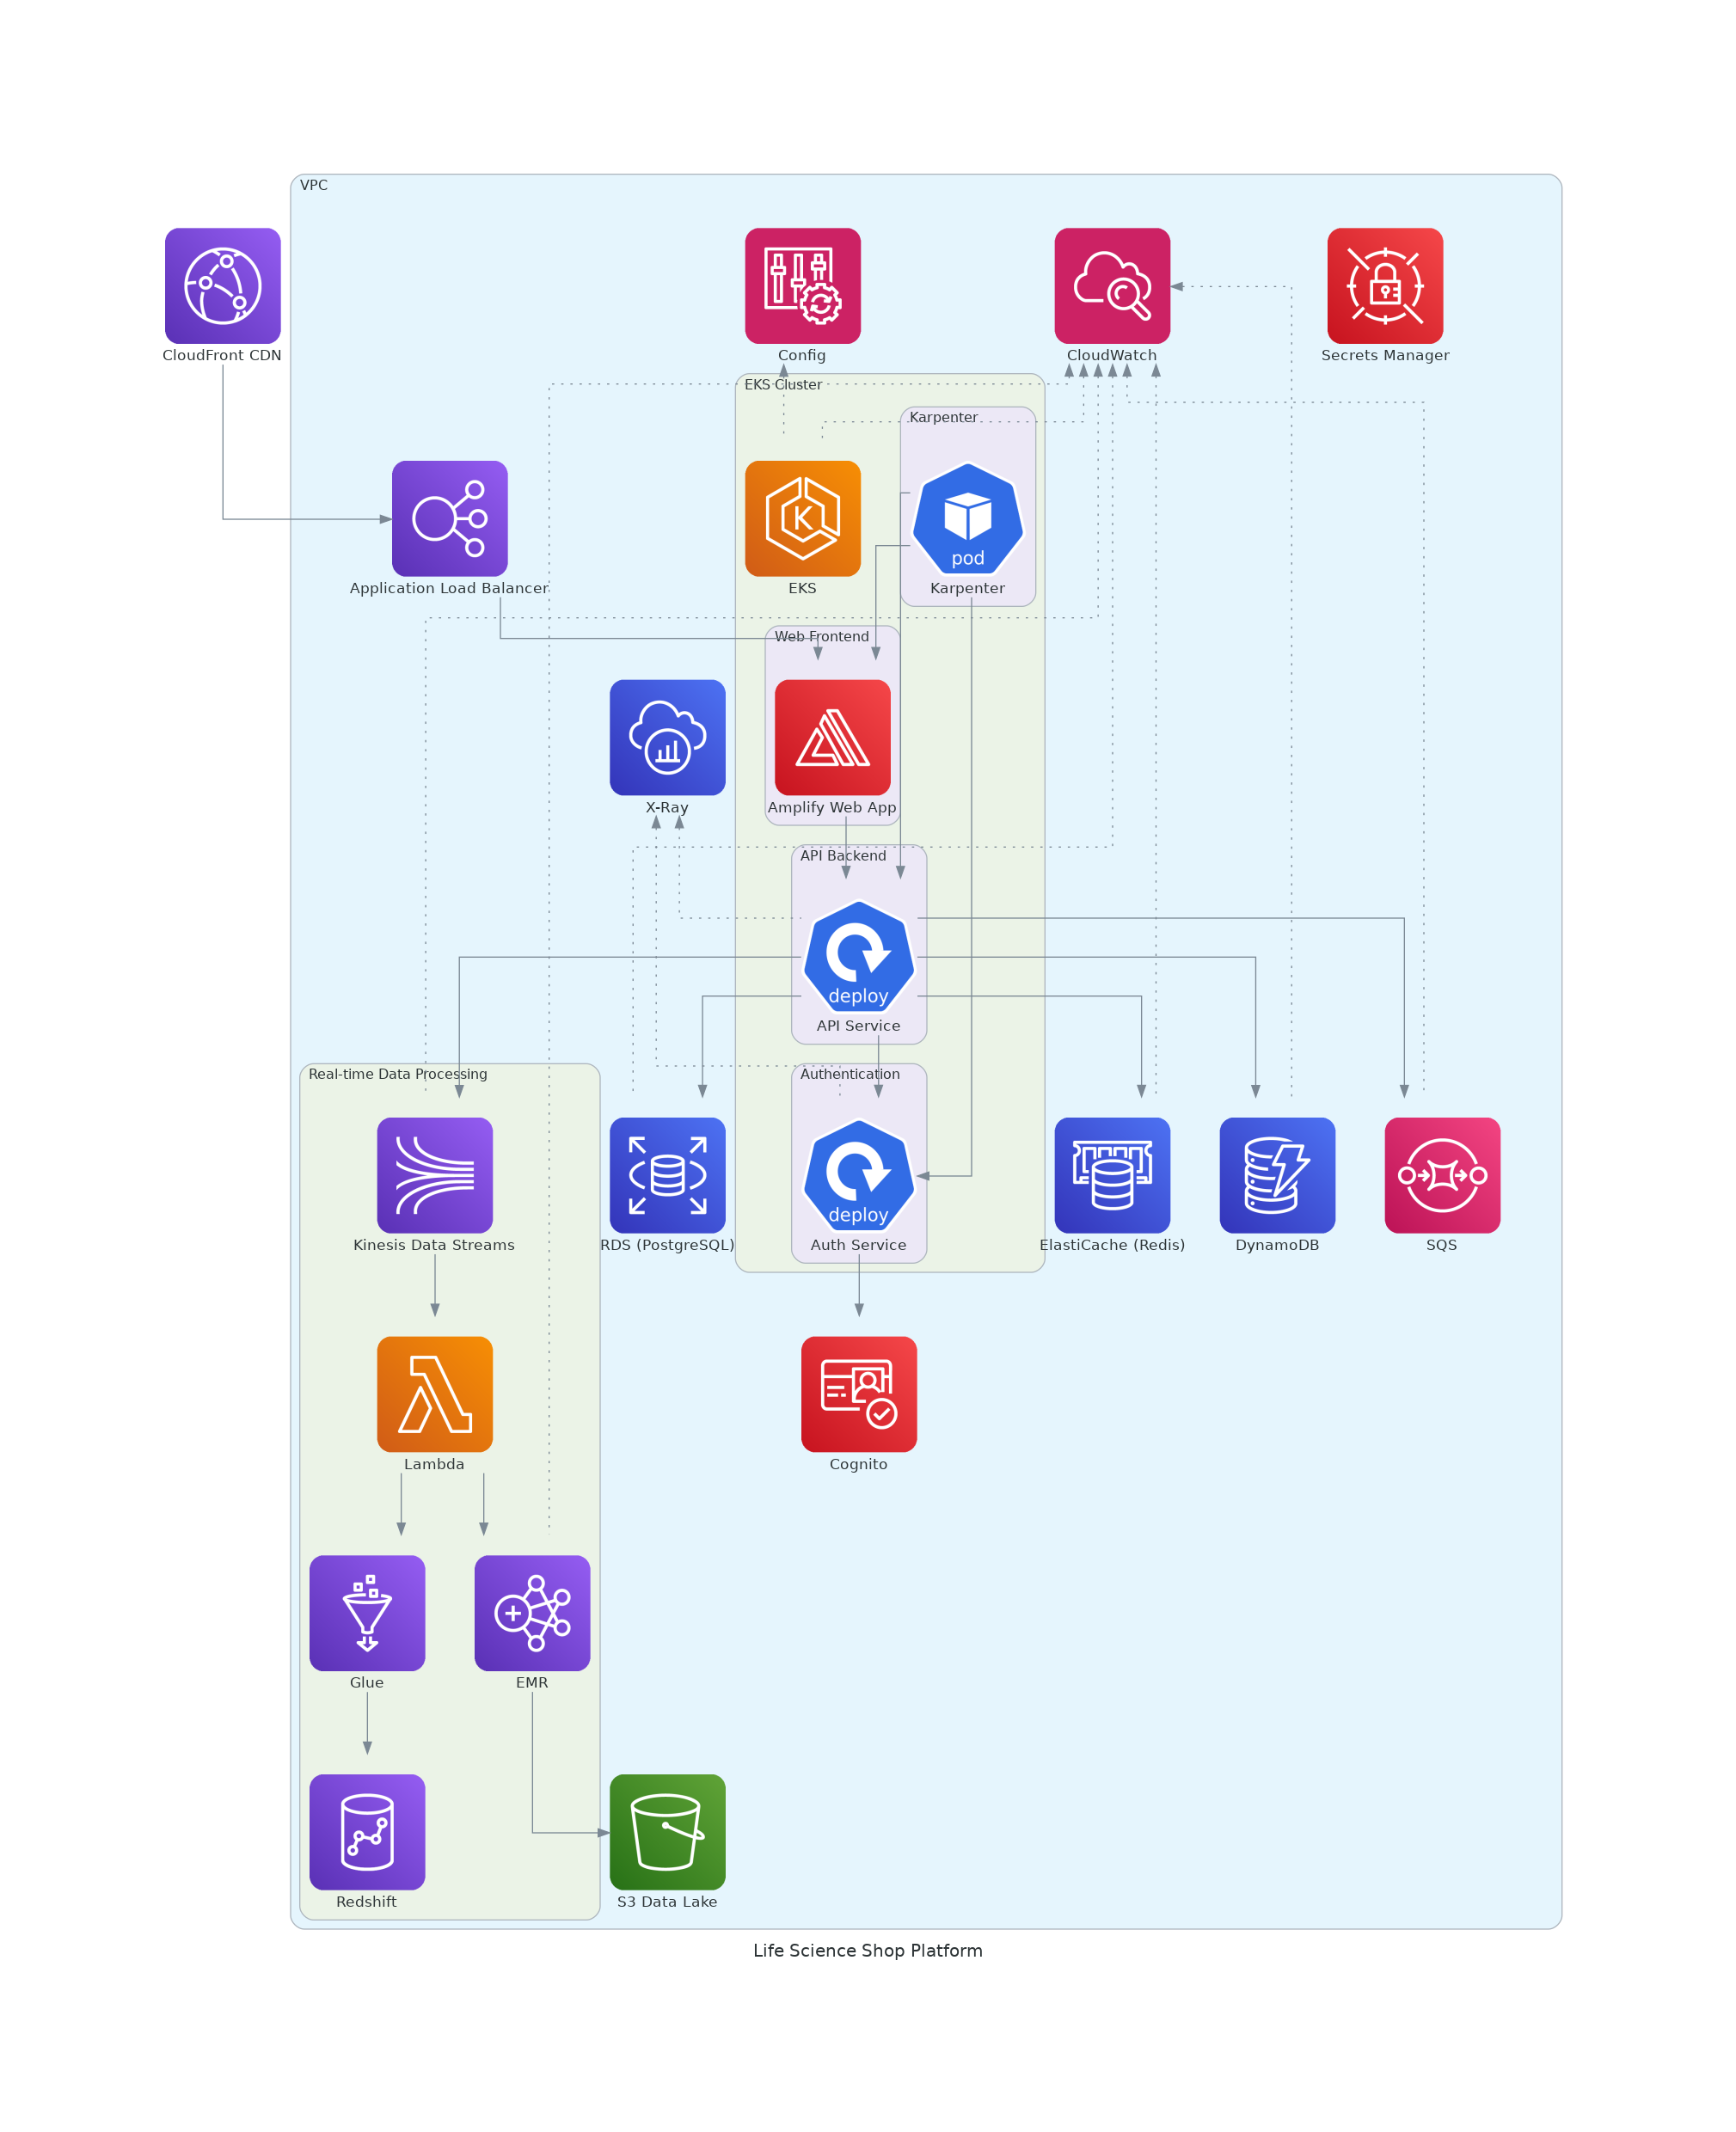 VPC
CloudFront CDN
Config
CloudWatch
Secrets Manager
EKS Cluster
Karpenter
pod
Application Load Balancer
EKS
Karpenter
Web Frontend
X-Ray
Amplify Web App
API Backend
deploy
API Service
Real-time Data Processing
Authentication
deploy
Kinesis Data Streams
RDS (PostgreSQL)
Auth Service
ElastiCache (Redis)
DynamoDB
SQS
Lambda
Cognito
Glue
EMR
Redshift
S3 Data Lake
Life Science Shop Platform